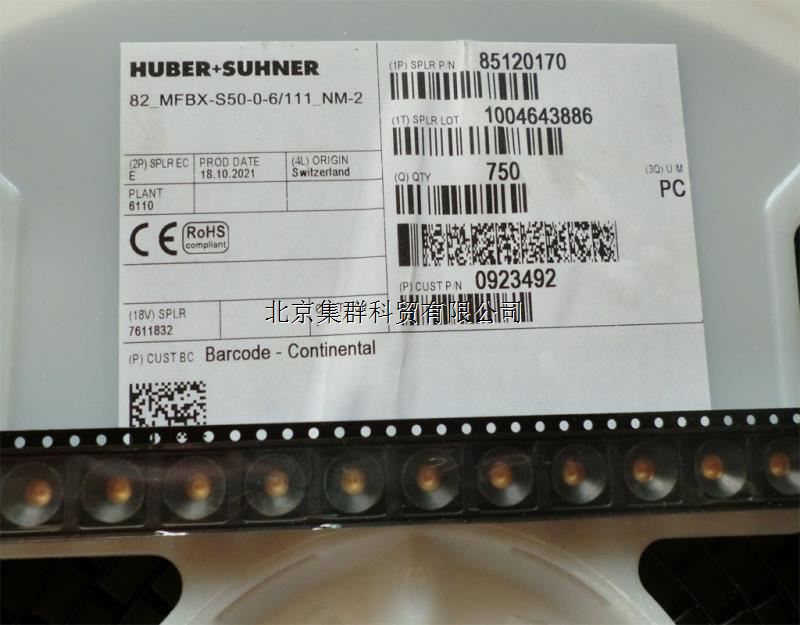 HUBER+SUHNER
82_MFBX-S50-0-6/111_NM-2
(2P) SPLR EC
E
PROD DATE
18.10.2021
(4L) ORIGIN
Switzerland
PLANT
6110
CE
RoHS
compliant
(18V) SPLR
7611832
(P) CUST BC Barcode - Continental
(1P) SPLR P/N 85120170
(1T) SPLR LOT 1004643886
(Q) QTY 750
(3Q) U/M
PC
(P) CUST P/N 0923492
北京集群科贸有限公司